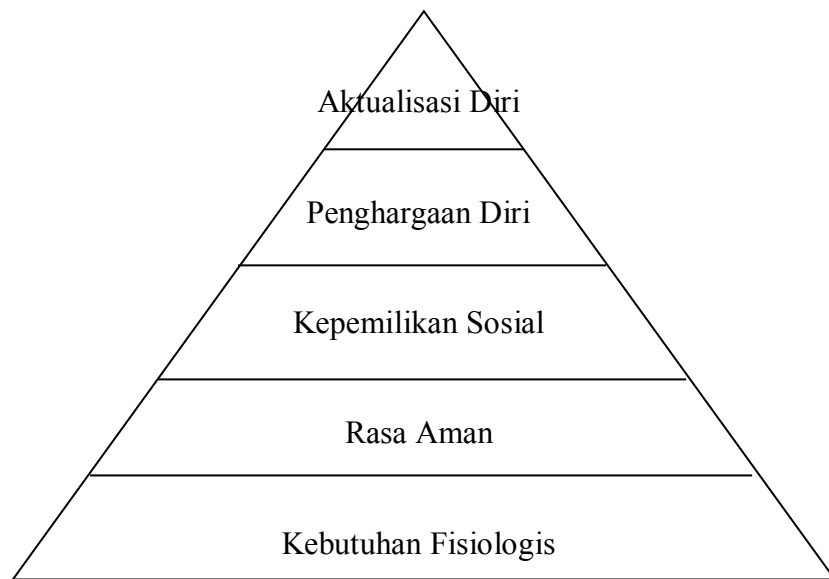 Aktualisasi Diri
Penghargaan Diri
Kepemilikan Sosial
Rasa Aman
Kebutuhan Fisiologis